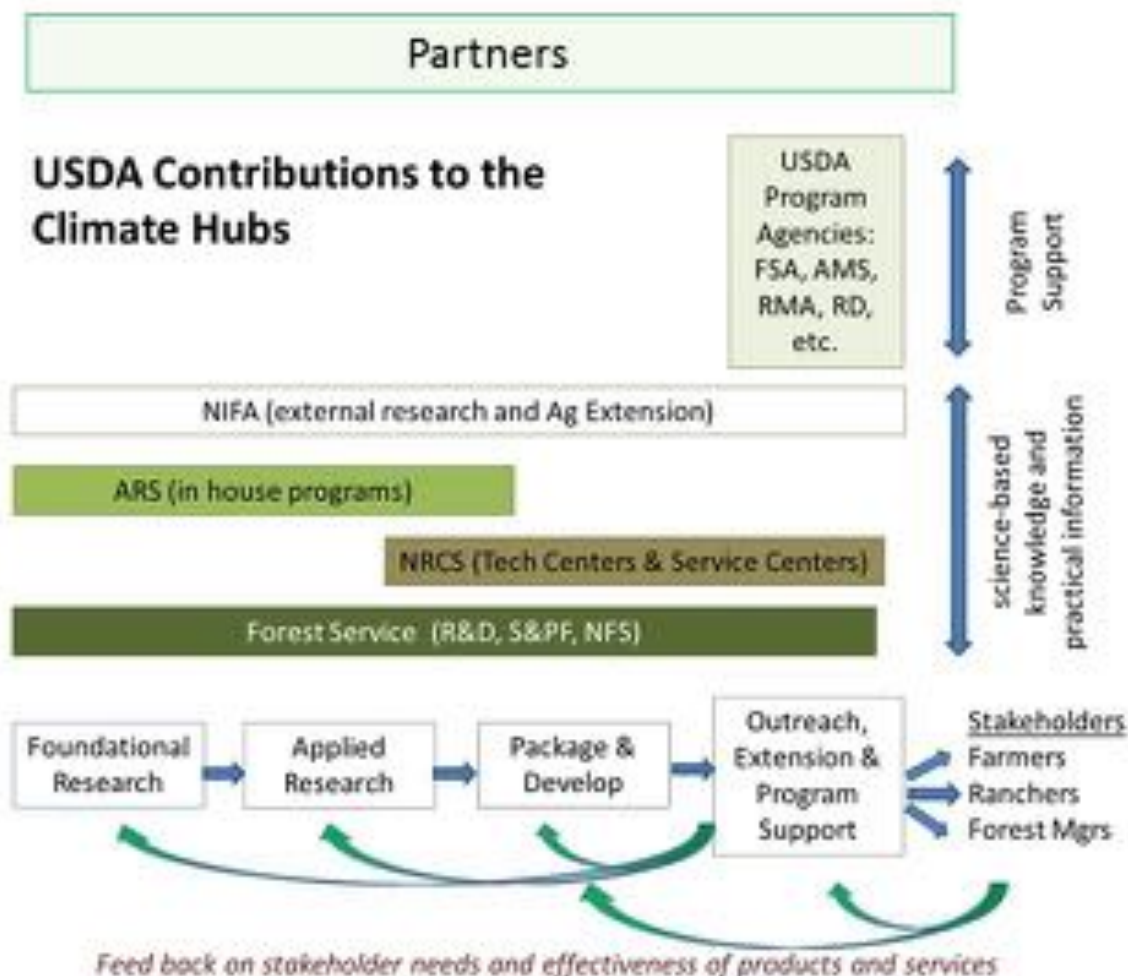 Partners
USDA Contributions to the
Climate Hubs
USDA
Program
Agencies:
FSA, AMS,
RMA, RD,
etc.
Program
Support
NIFA (external research and Ag Extension)
ARS (in house programs)
NRCS (Tech Centers & Service Centers)
Forest Service (R&D, S&PF, NFS)
science-based
knowledge and
practical information
Foundational
Research
Applied
Research
Package &
Develop
Outreach,
Extension &
Program
Support
Stakeholders
Farmers
Ranchers
Forest Mgrs
Feed back on stakeholder needs and effectiveness of products and services